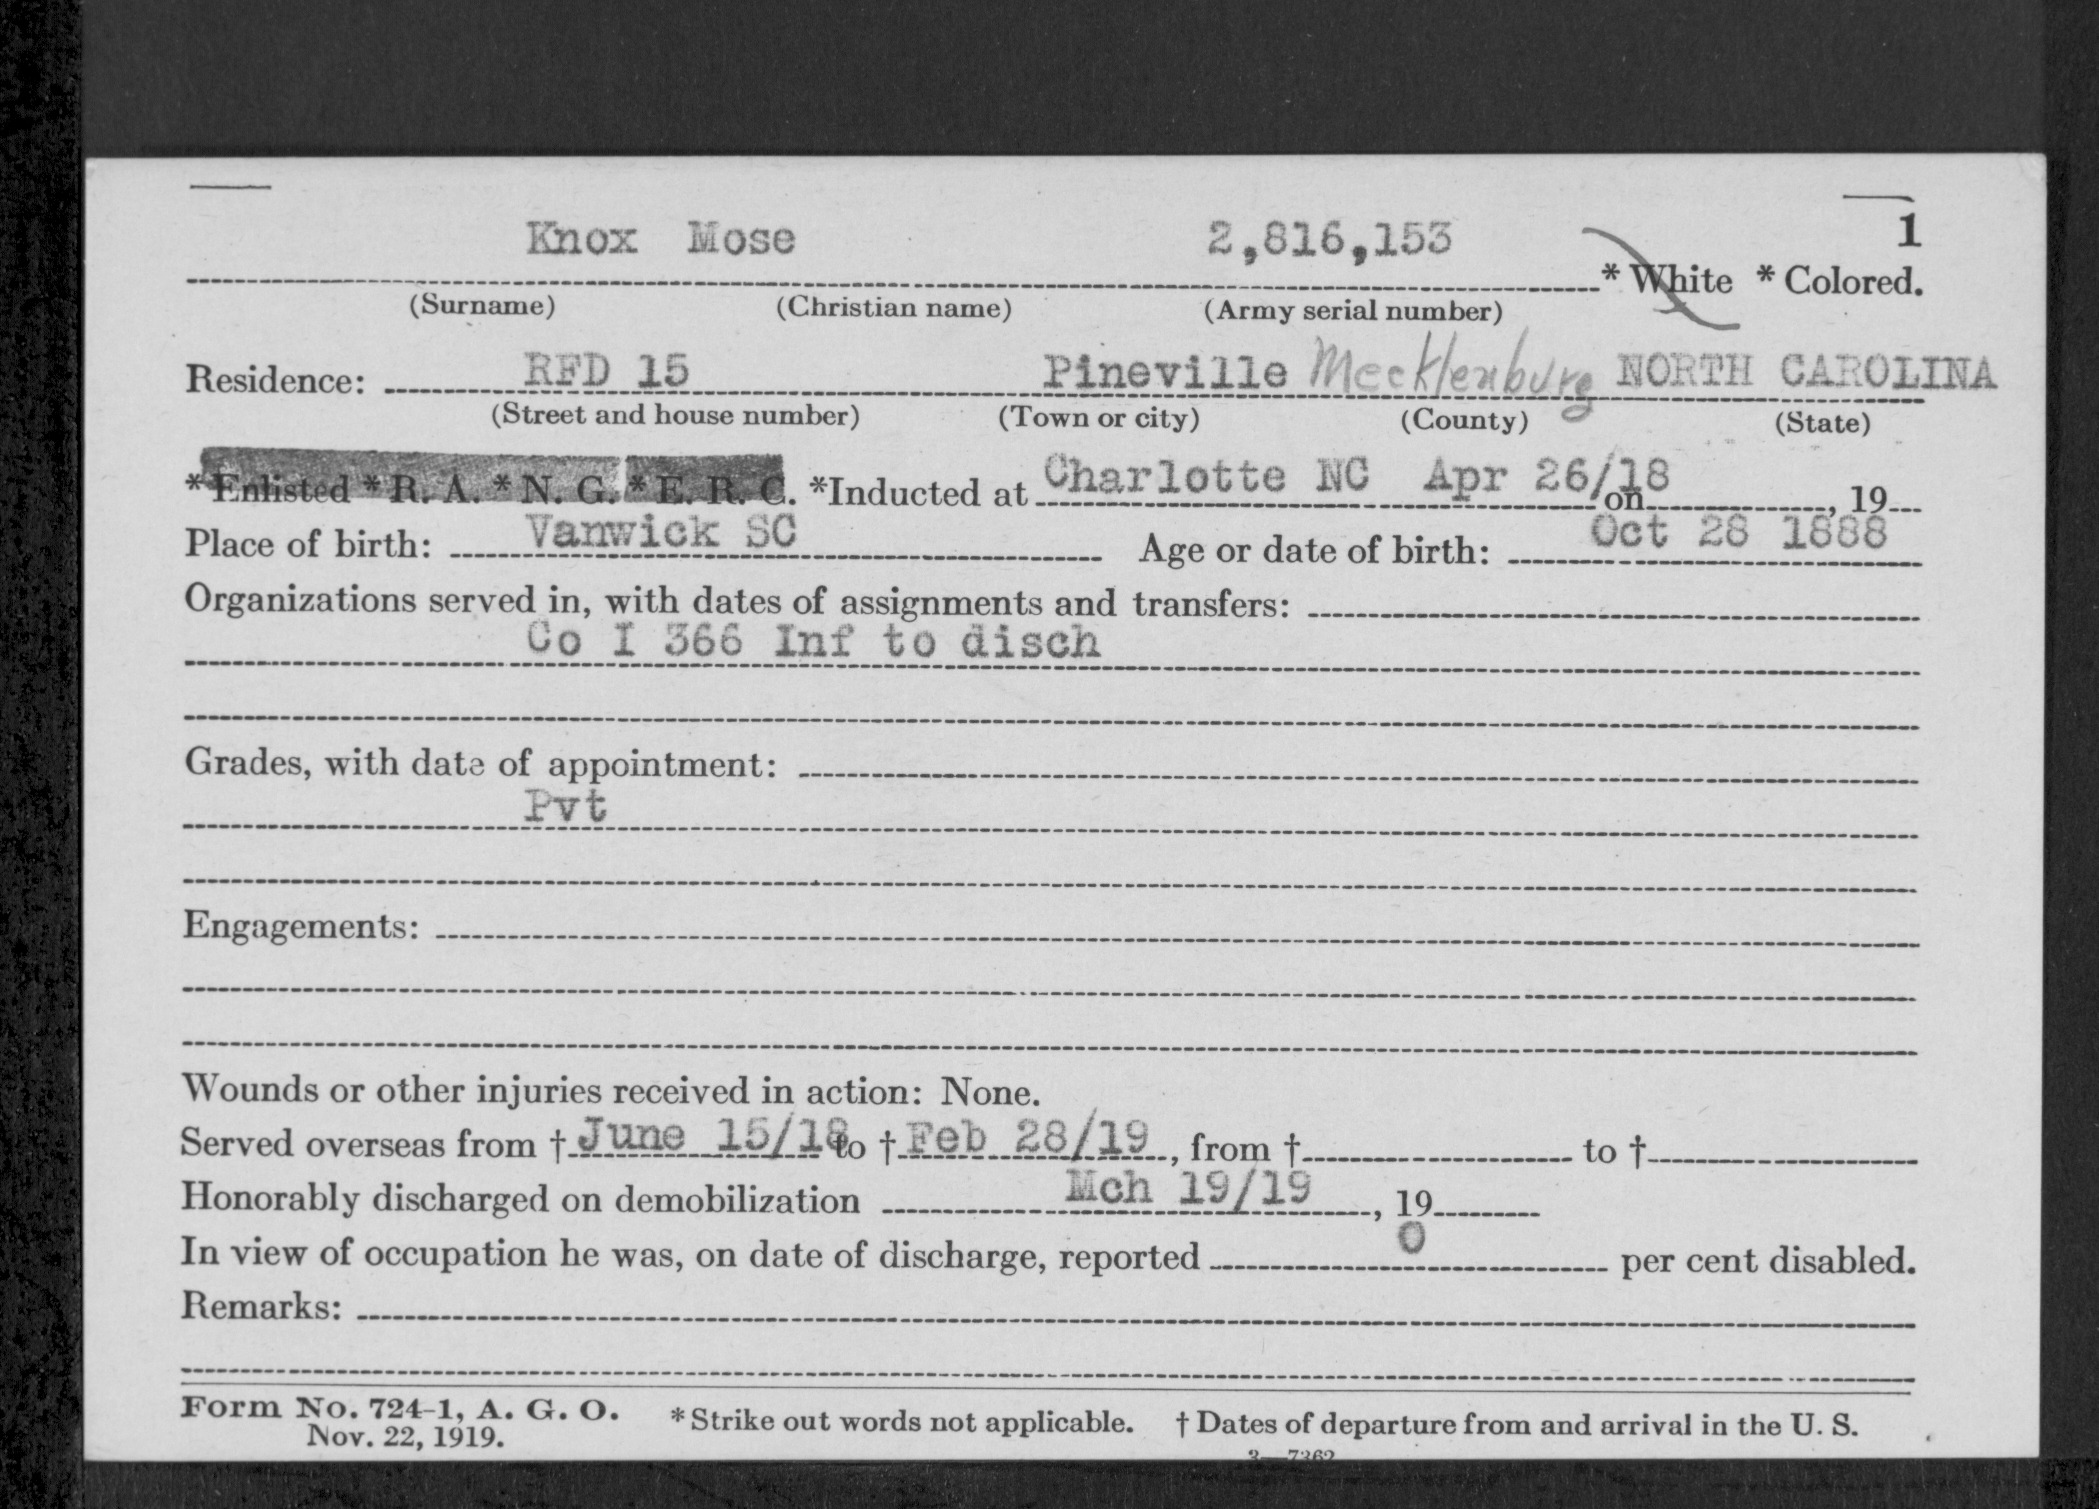 1
Knox Mose 2,816,153 * White * Colored.
(Surname) (Christian name) (Army serial number)
Residence: RFD 15 Pineville Mecklenburg NORTH CAROLINA
(Street and house number) (Town or city) (County) (State)
*Enlisted *R. A. *N. G. *E. R. C. *Inducted at Charlotte NC Apr 26/18 on , 19
Place of birth: Vanwick SC Age or date of birth: Oct 28 1888
Organizations served in, with dates of assignments and transfers:
Co I 366 Inf to disch
Grades, with date of appointment:
Pvt
Engagements:
Wounds or other injuries received in action: None.
Served overseas from † June 15/18 to † Feb 28/19, from † to †
Honorably discharged on demobilization Mch 19/19, 19
In view of occupation he was, on date of discharge, reported 0 per cent disabled.
Remarks:
Form No. 724-1, A. G. O. *Strike out words not applicable. † Dates of departure from and arrival in the U. S.
Nov. 22, 1919.
3—7362